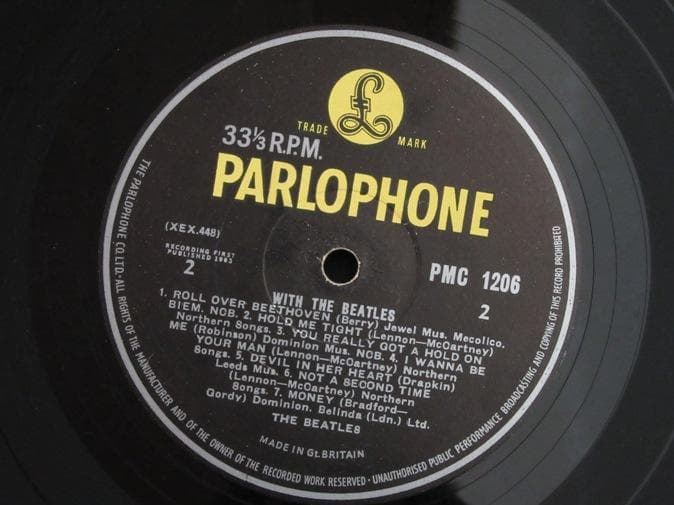 £
TRADE MARK
33⅓ R.P.M.
PARLOPHONE
(XEX.448)
RECORDING FIRST
PUBLISHED 1963
2
PMC 1206
2
WITH THE BEATLES
1. ROLL OVER BEETHOVEN (Berry) Jewel Mus. Mecolico.
BIEM. NCB. 2. HOLD ME TIGHT (Lennon—McCartney)
Northern Songs. 3. YOU REALLY GOT A HOLD ON
ME (Robinson) Dominion Mus. NCB. 4. I WANNA BE
YOUR MAN (Lennon—McCartney) Northern
Songs. 5. DEVIL IN HER HEART (Drapkin)
Leeds Mus. 6. NOT A SECOND TIME
(Lennon—McCartney) Northern
Songs. 7. MONEY (Bradford—
Gordy) Dominion. Belinda (Ldn.) Ltd.
THE BEATLES
MADE IN GT.BRITAIN
THE PARLOPHONE CO.LTD.-ALL RIGHTS OF THE MANUFACTURER AND OF THE OWNER OF THE RECORDED WORK RESERVED - UNAUTHORISED PUBLIC PERFORMANCE BROADCASTING AND COPYING OF THIS RECORD PROHIBITED